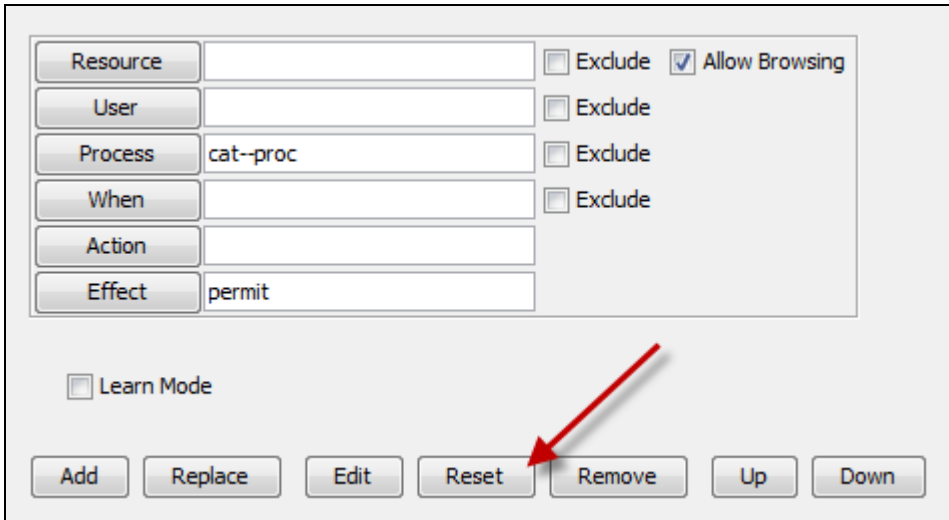 Resource Exclude Allow Browsing
User Exclude
Process cat--proc Exclude
When Exclude
Action
Effect permit
Learn Mode
Add Replace Edit Reset Remove Up Down